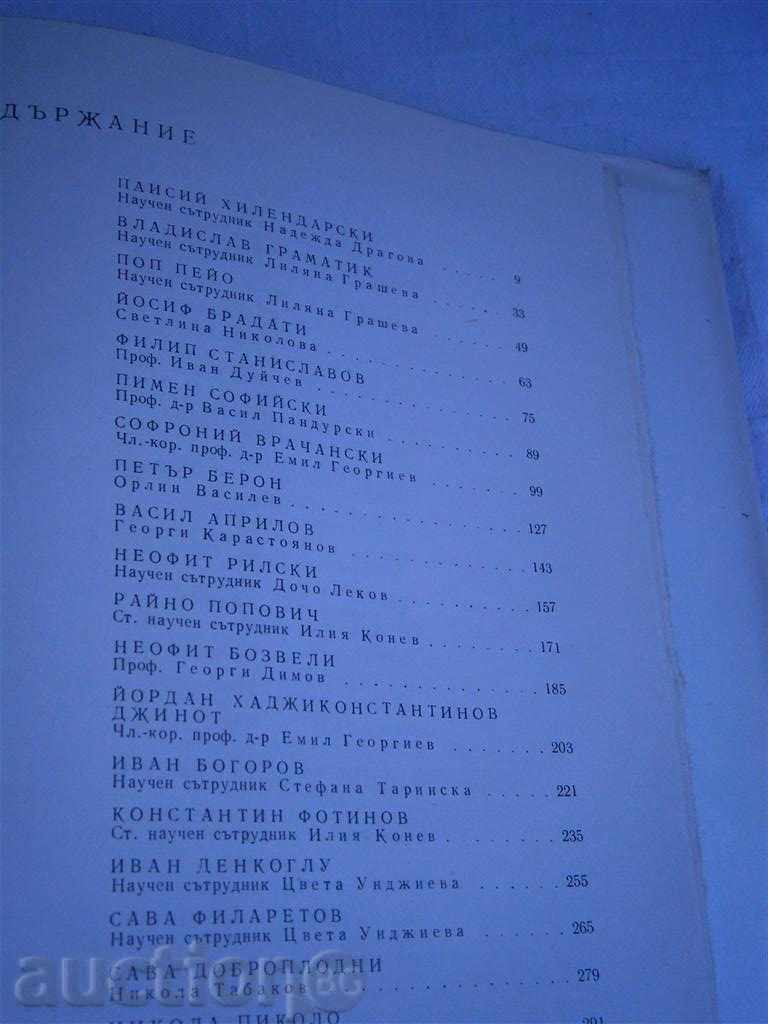 ДЪРЖАНИЕ
ПАИСИЙ ХИЛЕНДАРСКИ
Научен сътрудник Надежда Драгова . . . . . 9
ВЛАДИСЛАВ ГРАМАТИК
Научен сътрудник Лиляна Грашева . . . . . 33
ПОП ПЕЙО
Научен сътрудник Лиляна Грашева . . . . . 49
ЙОСИФ БРАДАТИ
Светлина Николова . . . . . . . . . . . . 63
ФИЛИП СТАНИСЛАВОВ
Проф. Иван Дуйчев . . . . . . . . . . . . 75
ПИМЕН СОФИЙСКИ
Проф. д-р Васил Пандурски . . . . . . . . 89
СОФРОНИЙ ВРАЧАНСКИ
Чл.-кор. проф. д-р Емил Георгиев . . . . . 99
ПЕТЪР БЕРОН
Орлин Василев . . . . . . . . . . . . . . 127
ВАСИЛ АПРИЛОВ
Георги Карастоянов . . . . . . . . . . . 143
НЕОФИТ РИЛСКИ
Научен сътрудник Дочо Леков . . . . . . . 157
РАЙНО ПОПОВИЧ
Ст. научен сътрудник Илия Конев . . . . . 171
НЕОФИТ БОЗВЕЛИ
Проф. Георги Димов . . . . . . . . . . . 185
ЙОРДАН ХАДЖИКОНСТАНТИНОВ
ДЖИНОТ
Чл.-кор. проф. д-р Емил Георгиев . . . . . 203
ИВАН БОГОРОВ
Научен сътрудник Стефана Таринска . . . . 221
КОНСТАНТИН ФОТИНОВ
Ст. научен сътрудник Илия Конев . . . . . 235
ИВАН ДЕНКОГЛУ
Научен сътрудник Цвета Унджиева . . . . . 255
САВА ФИЛАРЕТОВ
Научен сътрудник Цвета Унджиева . . . . . 265
САВА ДОБРОПЛОДНИ
Никола Табаков . . . . . . . . . . . . . 279
НИКОЛА ПИКОЛО
291
auction.BG